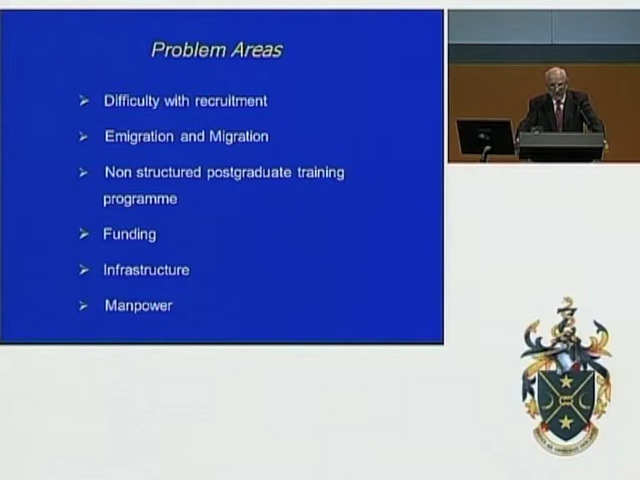 Problem Areas
Difficulty with recruitment
Emigration and Migration
Non structured postgraduate training
programme
Funding
Infrastructure
Manpower